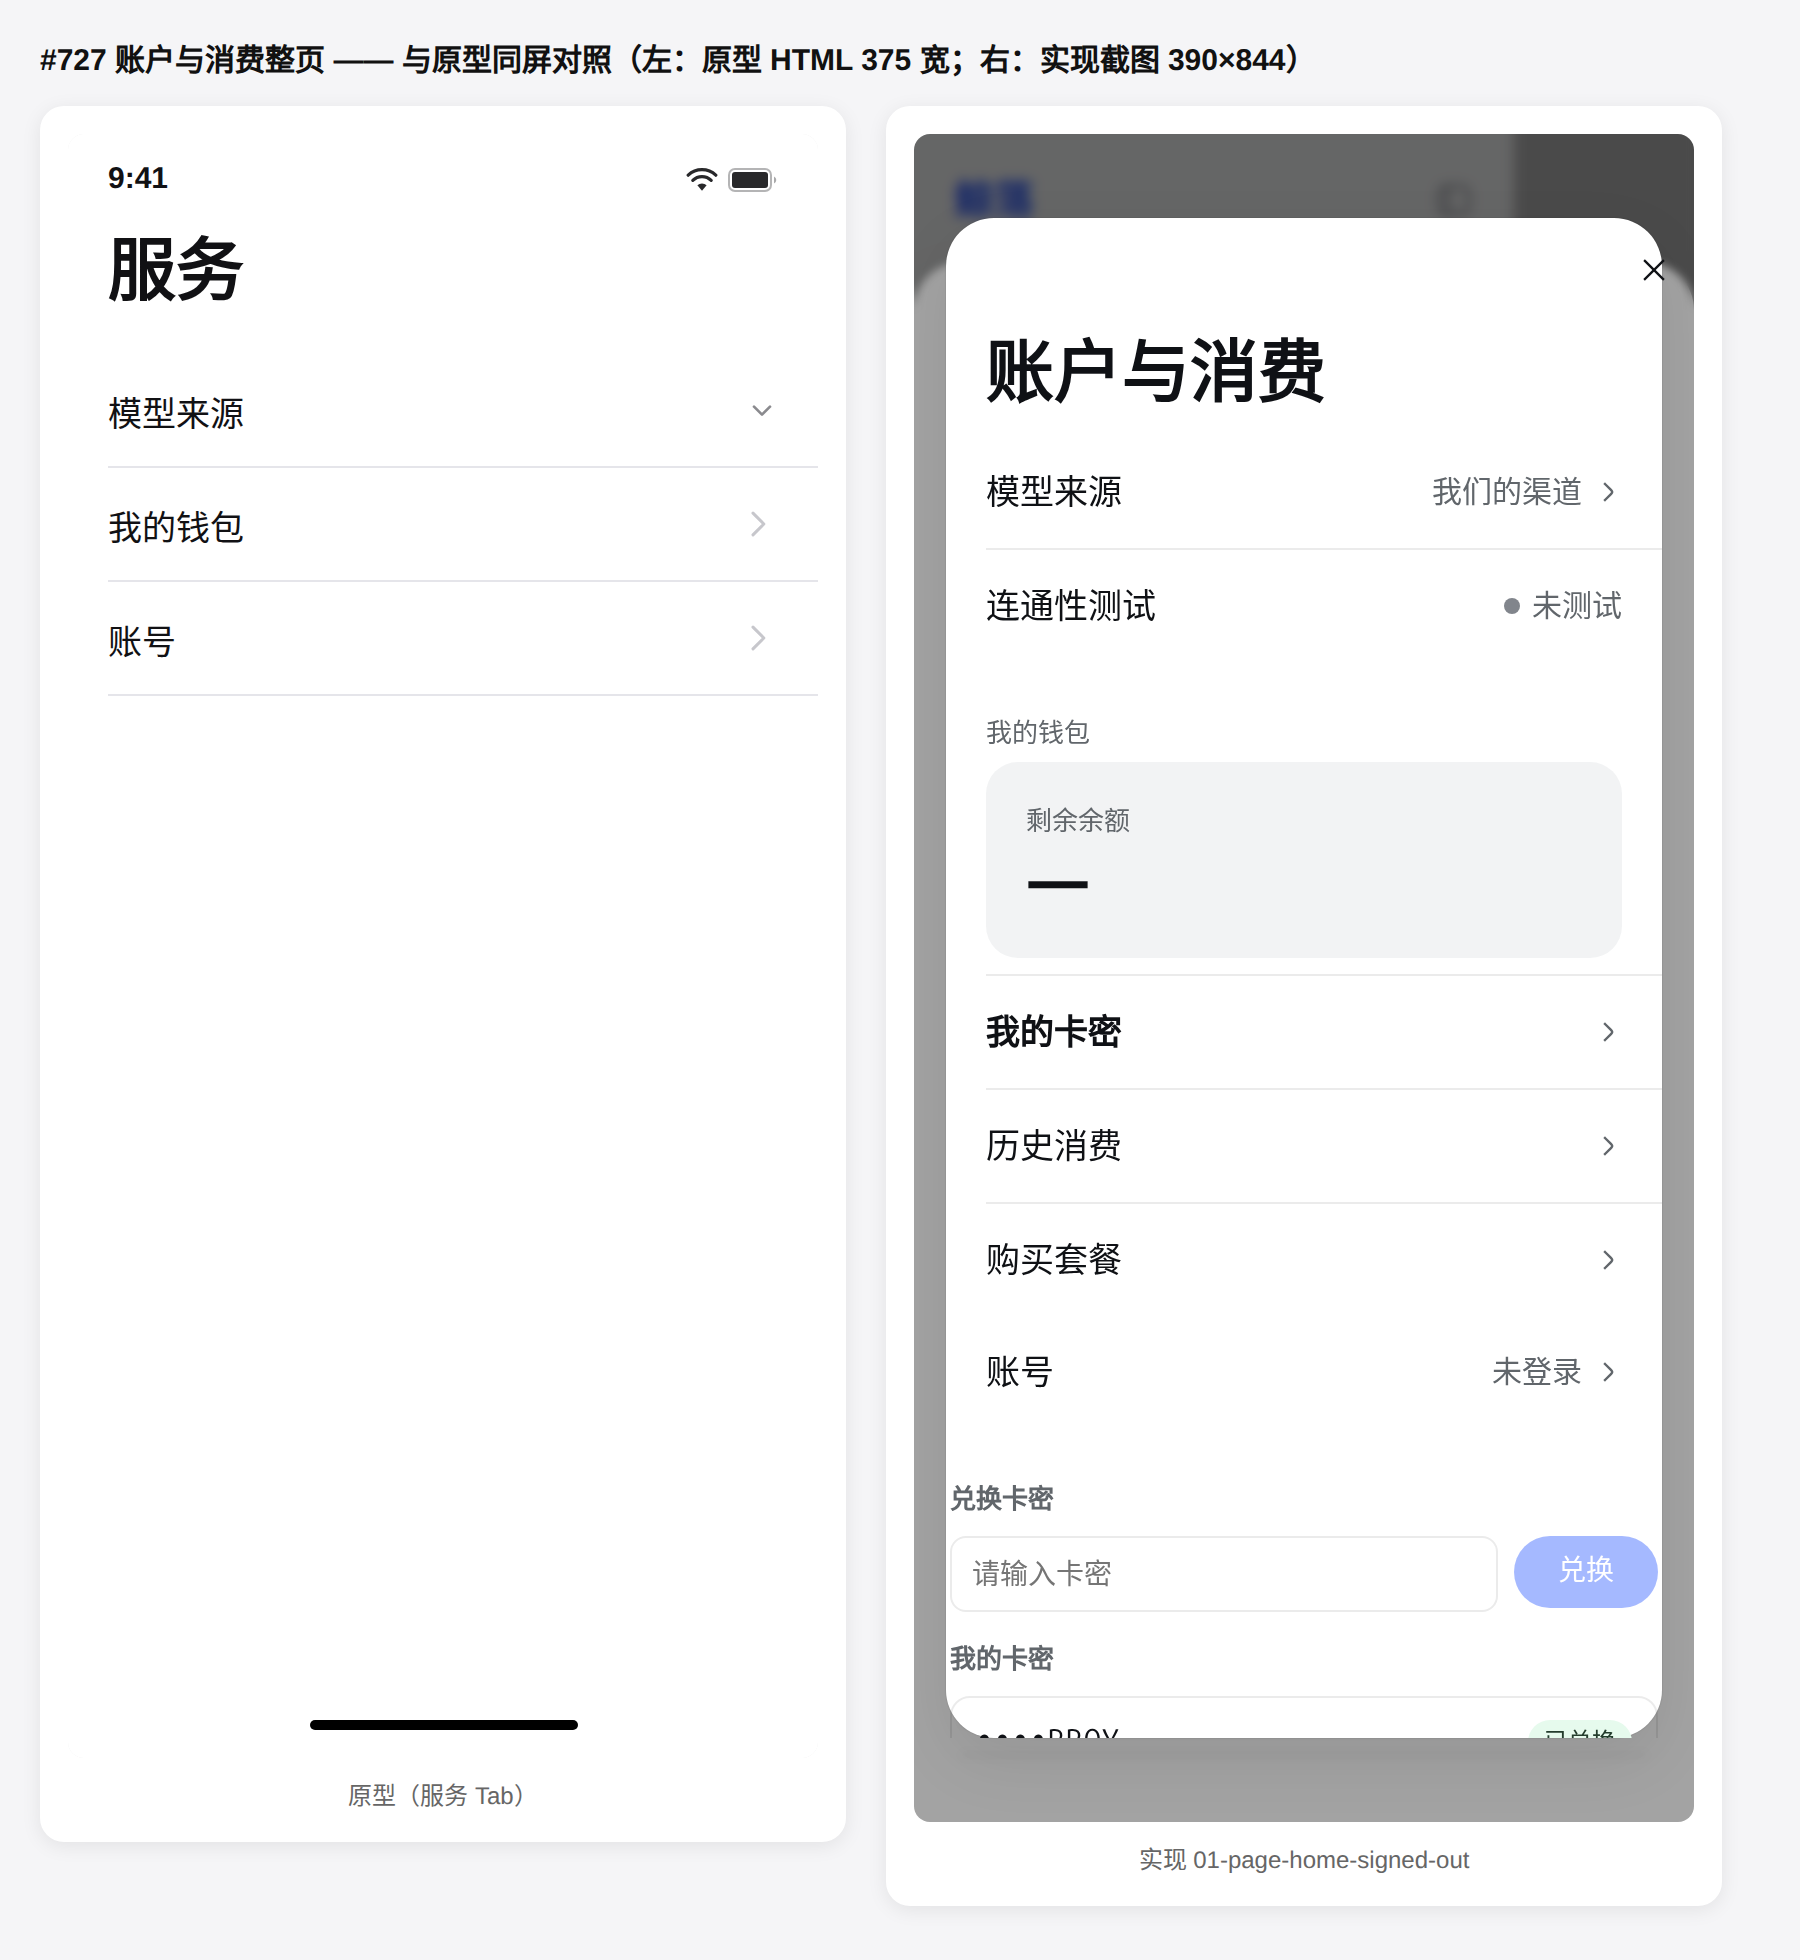 #727 账户与消费整页 —— 与原型同屏对照（左：原型 HTML 375 宽；右：实现截图 390×844）
9:41
服务
模型来源
我的钱包
账号
原型（服务 Tab）
账户与消费
模型来源 我们的渠道
连通性测试 未测试
我的钱包
剩余余额
—
我的卡密
历史消费
购买套餐
账号 未登录
兑换卡密
请输入卡密 兑换
我的卡密
已兑换
实现 01-page-home-signed-out